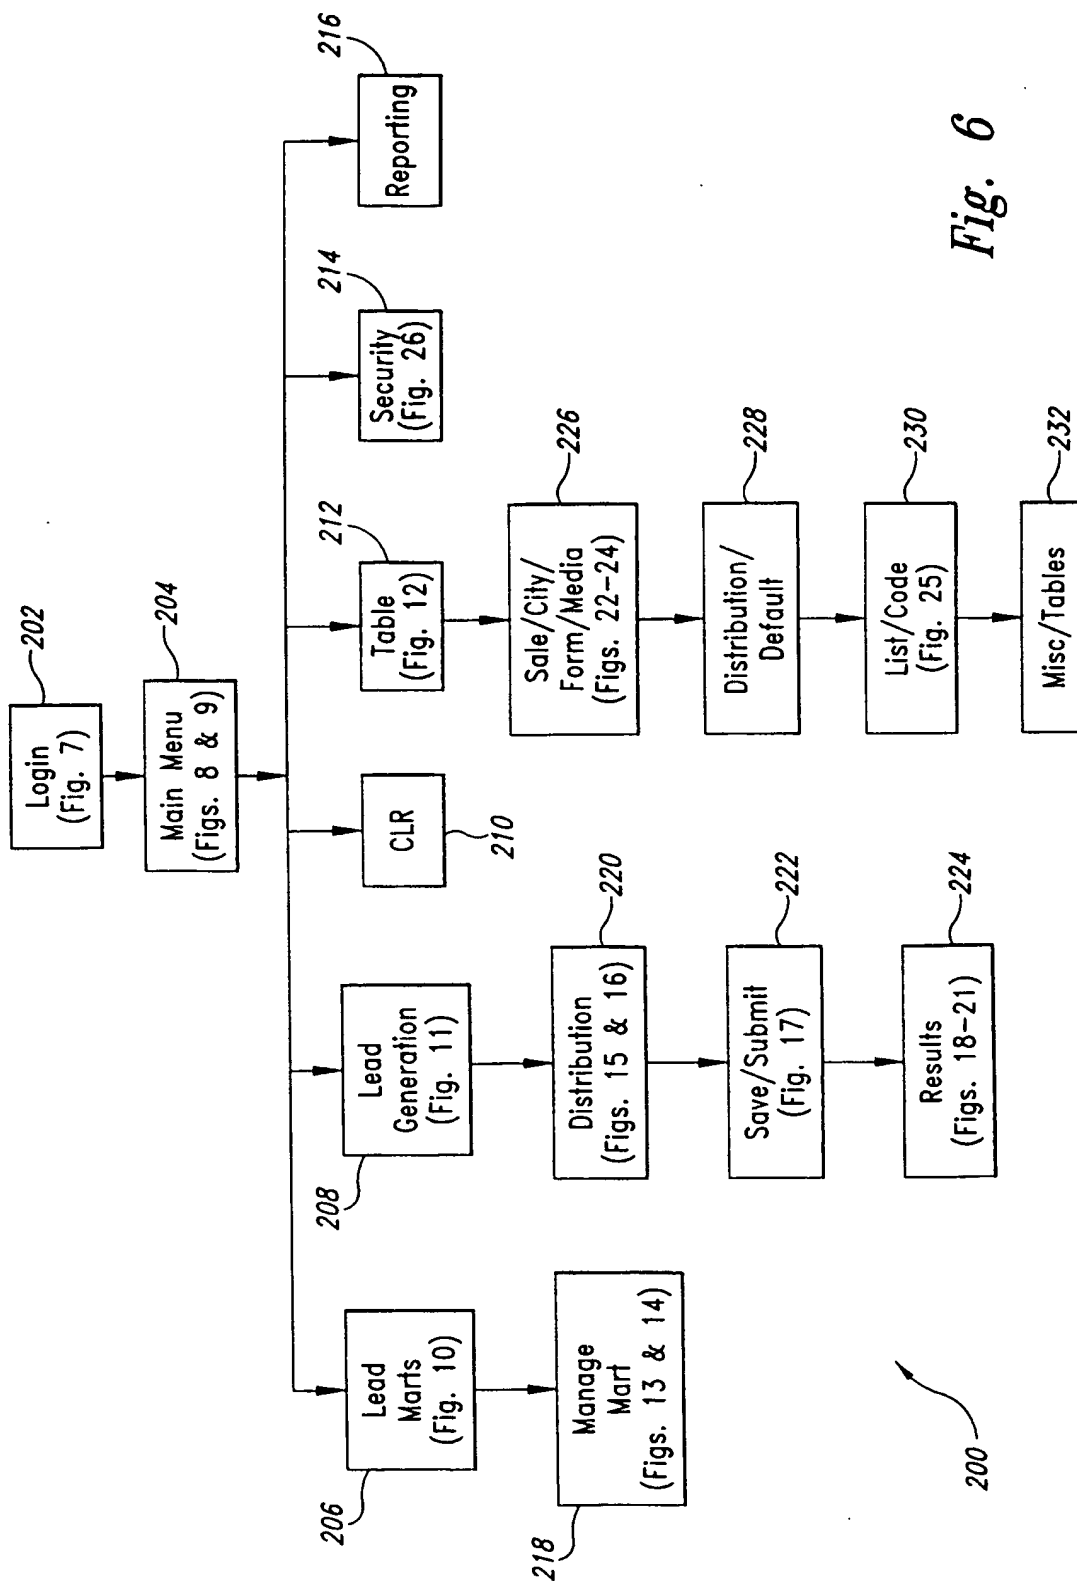 Login
(Fig. 7)
202
Main Menu
(Figs. 8 & 9)
204
Lead
Marts
(Fig. 10)
206
Lead
Generation
(Fig. 11)
208
CLR
210
Table
(Fig. 12)
212
Security
(Fig. 26)
214
Reporting
216
Manage
Mart
(Figs. 13 & 14)
218
Distribution
(Figs. 15 & 16)
220
Save/Submit
(Fig. 17)
222
Results
(Figs. 18-21)
224
Sale/City/
Form/Media
(Figs. 22-24)
226
Distribution/
Default
228
List/Code
(Fig. 25)
230
Misc/Tables
232
200
Fig. 6